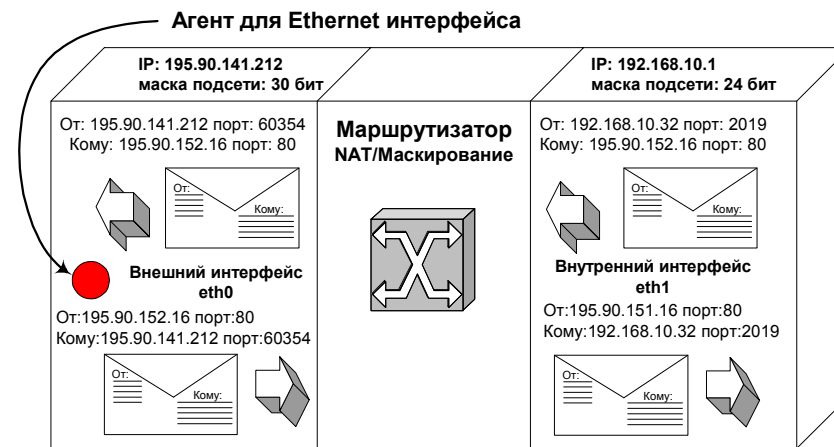 Агент для Ethernet интерфейса
IP: 195.90.141.212
маска подсети: 30 бит
От: 195.90.141.212 порт: 60354
Кому: 195.90.152.16 порт: 80
От:
Кому:
Внешний интерфейс
eth0
От:195.90.152.16 порт:80
Кому:195.90.141.212 порт:60354
От:
Кому:
Маршрутизатор
NAT/Маскирование
IP: 192.168.10.1
маска подсети: 24 бит
От: 192.168.10.32 порт: 2019
Кому: 195.90.152.16 порт: 80
От:
Кому:
Внутренний интерфейс
eth1
От:195.90.151.16 порт:80
Кому:192.168.10.32 порт:2019
От:
Кому: